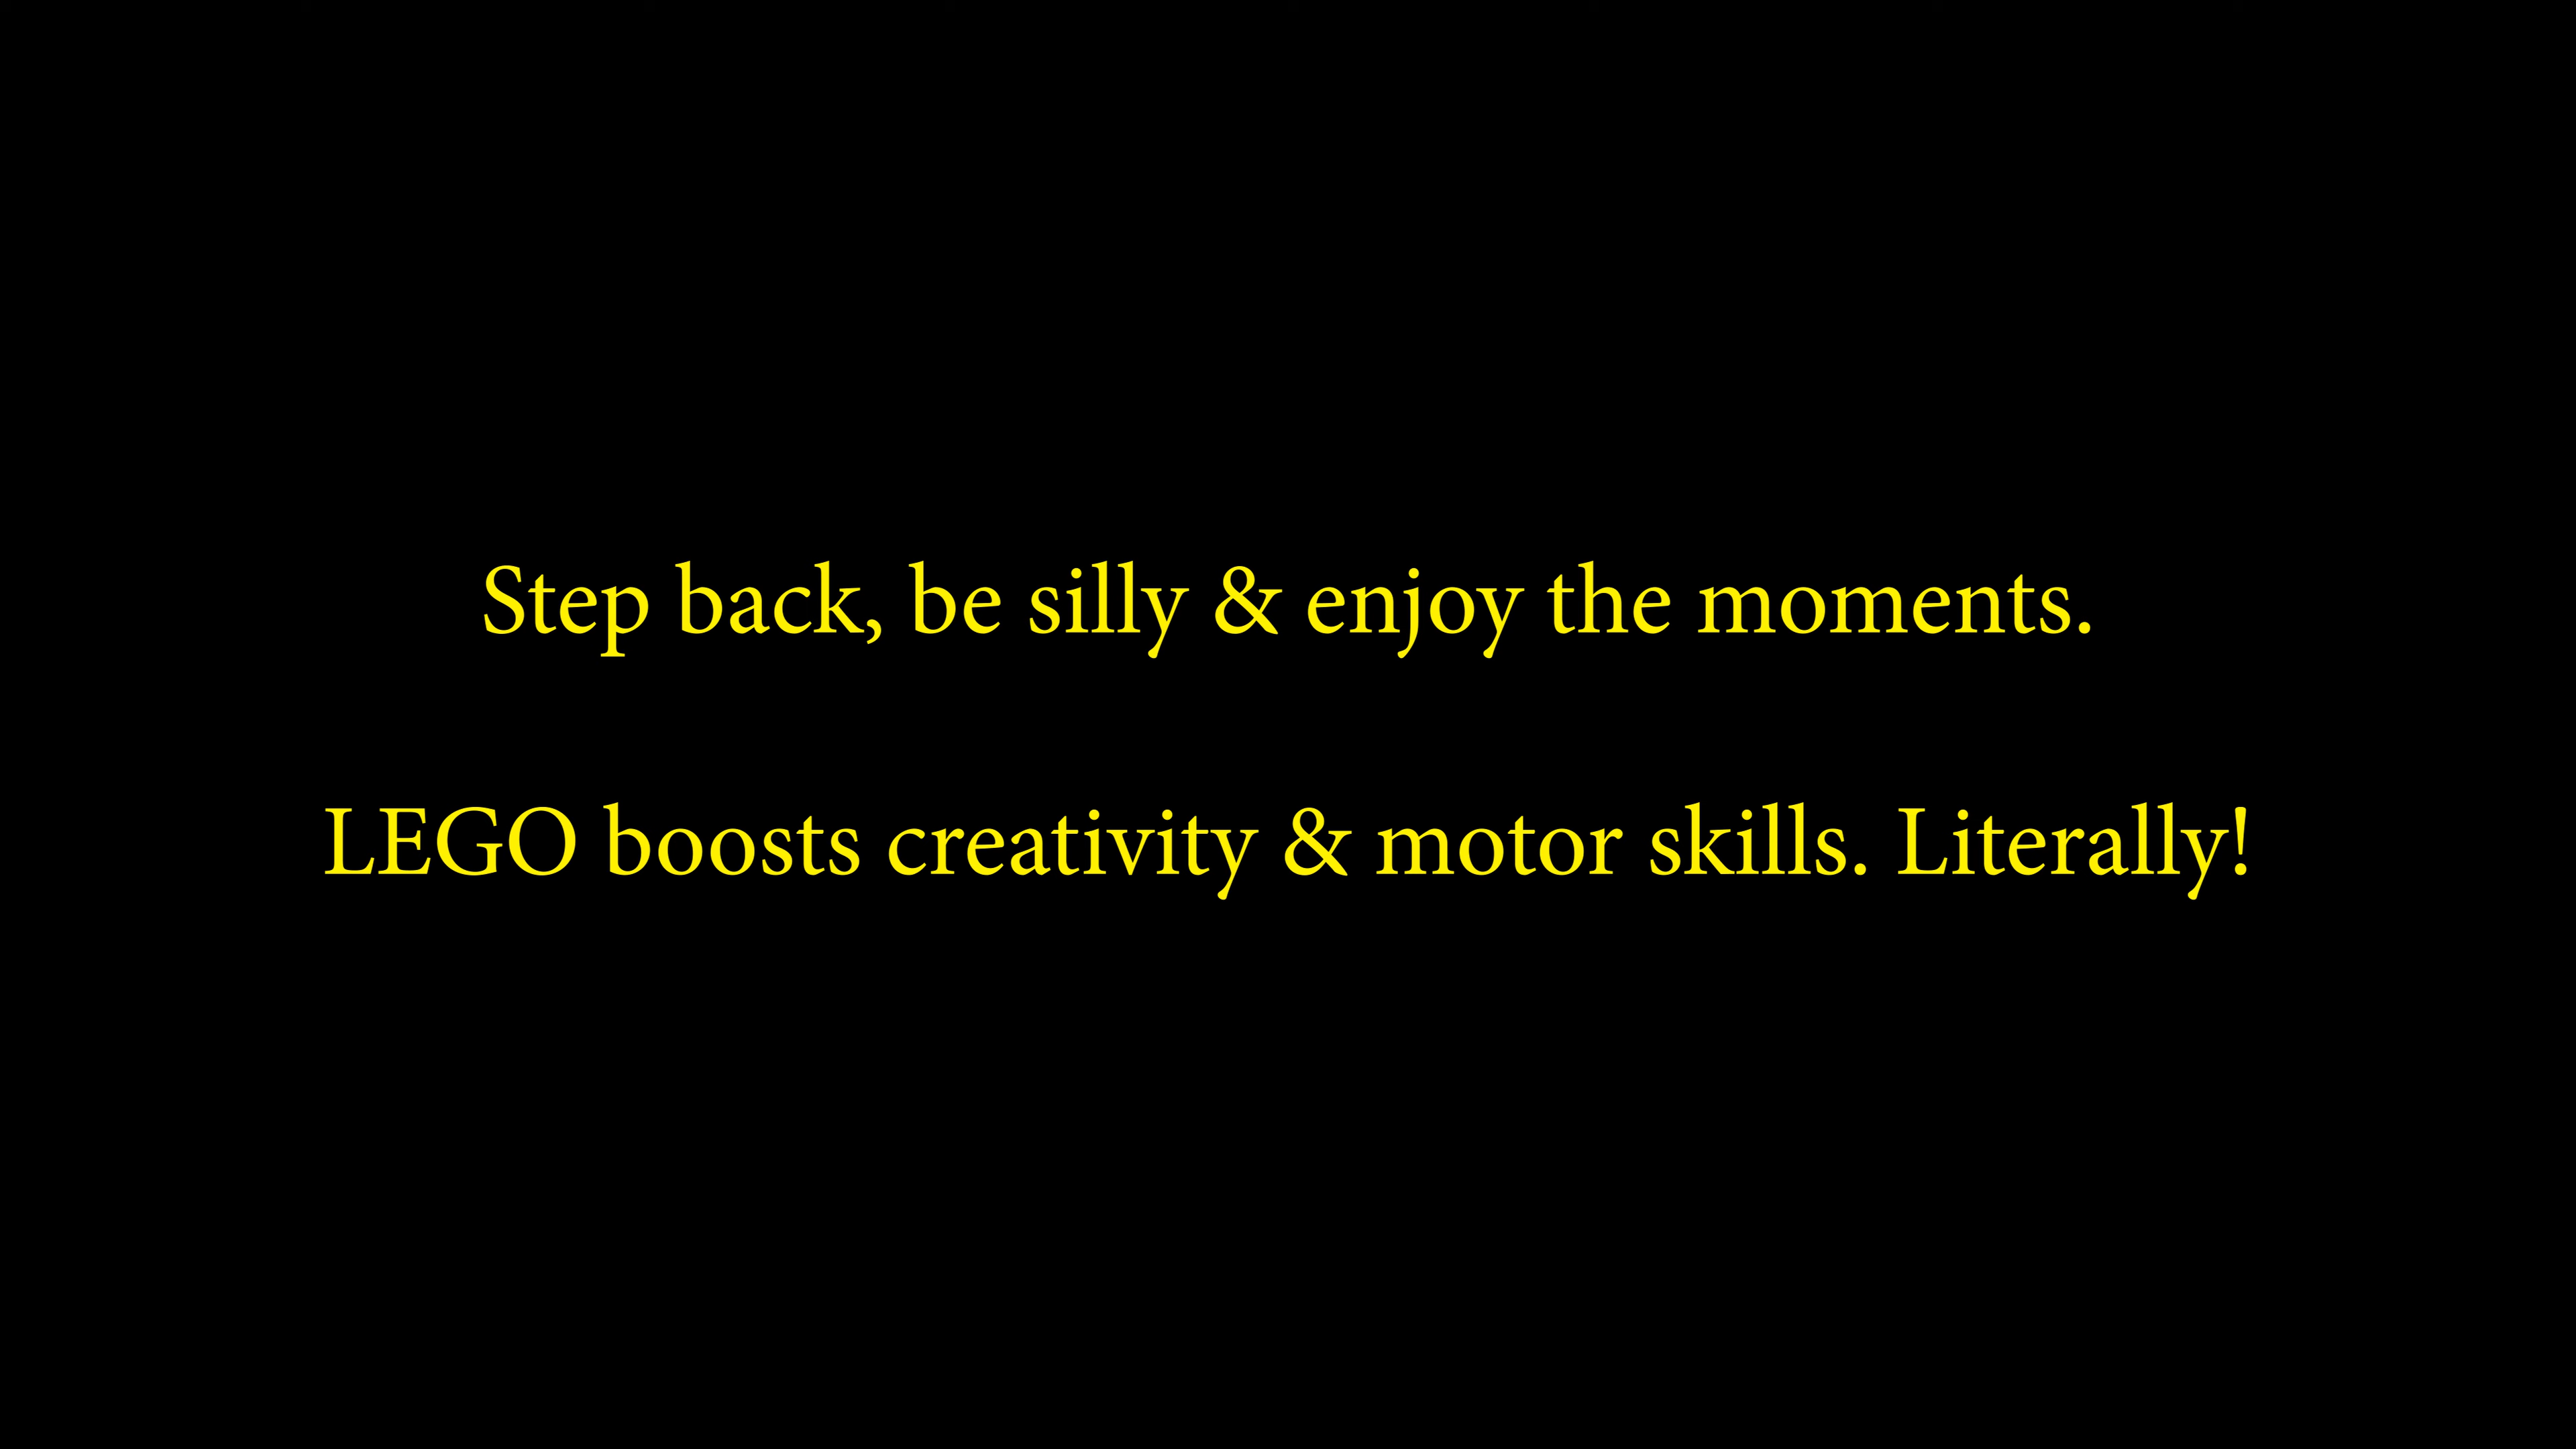 Step back, be silly & enjoy the moments.
LEGO boosts creativity & motor skills. Literally!